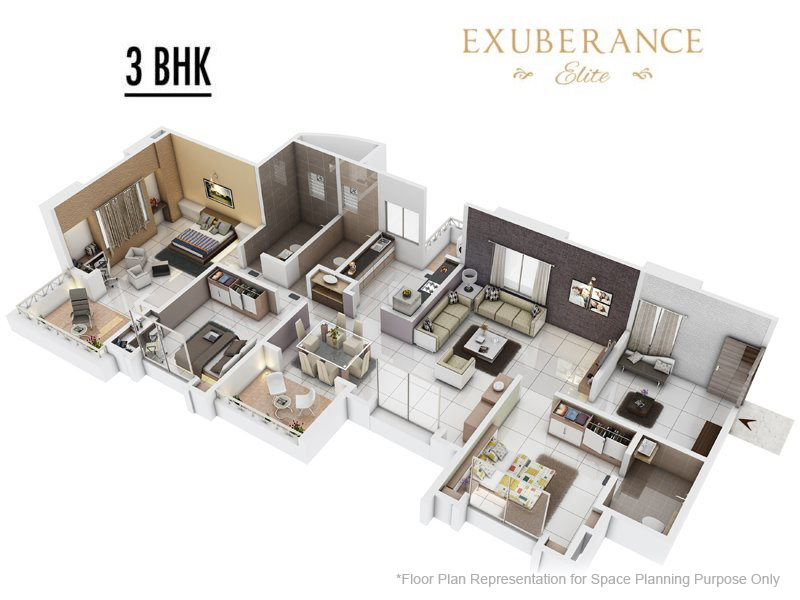 3 BHK
EXUBERANCE
Elite
*Floor Plan Representation for Space Planning Purpose Only